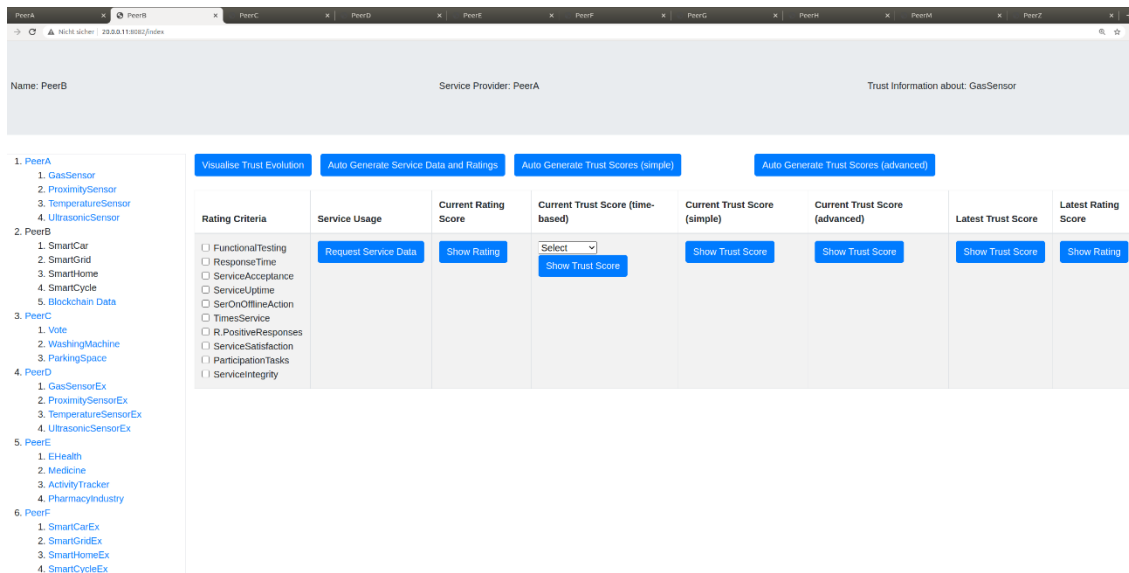 PeerA × PeerB × PeerC × PeerD × PeerE × PeerF × PeerG × PeerH × PeerM × PeerZ ×
Nicht sicher | 20.0.0.11:8082/index
Name: PeerB Service Provider: PeerA Trust Information about: GasSensor
1. PeerA
1. GasSensor
2. ProximitySensor
3. TemperatureSensor
4. UltrasonicSensor
2. PeerB
1. SmartCar
2. SmartGrid
3. SmartHome
4. SmartCycle
5. Blockchain Data
3. PeerC
1. Vote
2. WashingMachine
3. ParkingSpace
4. PeerD
1. GasSensorEx
2. ProximitySensorEx
3. TemperatureSensorEx
4. UltrasonicSensorEx
5. PeerE
1. EHealth
2. Medicine
3. ActivityTracker
4. PharmacyIndustry
6. PeerF
1. SmartCarEx
2. SmartGridEx
3. SmartHomeEx
4. SmartCycleEx
Visualise Trust Evolution Auto Generate Service Data and Ratings Auto Generate Trust Scores (simple) Auto Generate Trust Scores (advanced)
Rating Criteria
Service Usage
Current Rating
Score
Current Trust Score (time-
based)
Current Trust Score
(simple)
Current Trust Score
(advanced)
Latest Trust Score
Latest Rating
Score
FunctionalTesting
ResponseTime
ServiceAcceptance
ServiceUptime
SerOnOfflineAction
TimesService
R.PositiveResponses
ServiceSatisfaction
ParticipationTasks
ServiceIntegrity
Request Service Data
Show Rating
Select
Show Trust Score
Show Trust Score
Show Trust Score
Show Trust Score
Show Rating